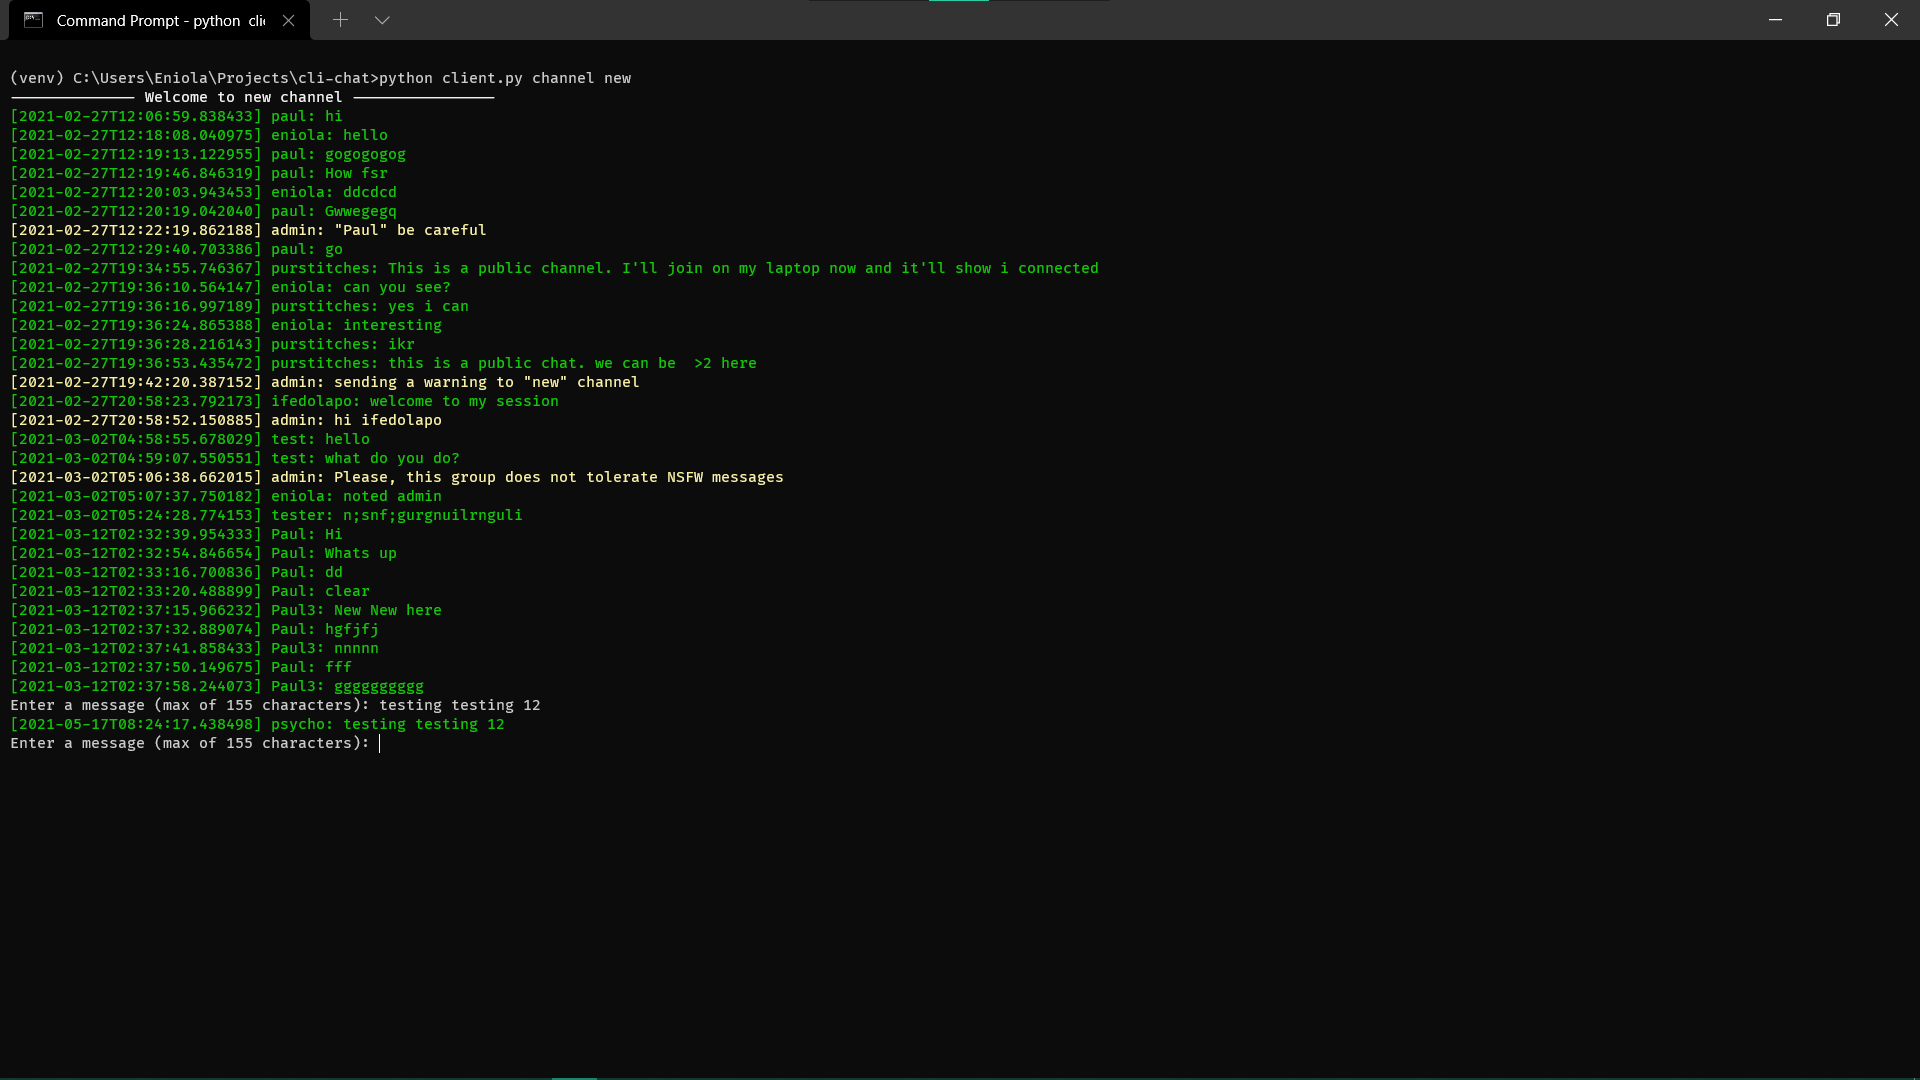 Command Prompt - python  cli
(venv) C:\Users\Eniola\Projects\cli-chat>python client.py channel new
────────────── Welcome to new channel ────────────────
[2021-02-27T12:06:59.838433] paul: hi
[2021-02-27T12:18:08.040975] eniola: hello
[2021-02-27T12:19:13.122955] paul: gogogogog
[2021-02-27T12:19:46.846319] paul: How fsr
[2021-02-27T12:20:03.943453] eniola: ddcdcd
[2021-02-27T12:20:19.042040] paul: Gwwegegq
[2021-02-27T12:22:19.862188] admin: "Paul" be careful
[2021-02-27T12:29:40.703386] paul: go
[2021-02-27T19:34:55.746367] purstitches: This is a public channel. I'll join on my laptop now and it'll show i connected
[2021-02-27T19:36:10.564147] eniola: can you see?
[2021-02-27T19:36:16.997189] purstitches: yes i can
[2021-02-27T19:36:24.865388] eniola: interesting
[2021-02-27T19:36:28.216143] purstitches: ikr
[2021-02-27T19:36:53.435472] purstitches: this is a public chat. we can be  >2 here
[2021-02-27T19:42:20.387152] admin: sending a warning to "new" channel
[2021-02-27T20:58:23.792173] ifedolapo: welcome to my session
[2021-02-27T20:58:52.150885] admin: hi ifedolapo
[2021-03-02T04:58:55.678029] test: hello
[2021-03-02T04:59:07.550551] test: what do you do?
[2021-03-02T05:06:38.662015] admin: Please, this group does not tolerate NSFW messages
[2021-03-02T05:07:37.750182] eniola: noted admin
[2021-03-02T05:24:28.774153] tester: n;snf;gurgnuilrnguli
[2021-03-12T02:32:39.954333] Paul: Hi
[2021-03-12T02:32:54.846654] Paul: Whats up
[2021-03-12T02:33:16.700836] Paul: dd
[2021-03-12T02:33:20.488899] Paul: clear
[2021-03-12T02:37:15.966232] Paul3: New New here
[2021-03-12T02:37:32.889074] Paul: hgfjfj
[2021-03-12T02:37:41.858433] Paul3: nnnnn
[2021-03-12T02:37:50.149675] Paul: fff
[2021-03-12T02:37:58.244073] Paul3: gggggggggg
Enter a message (max of 155 characters): testing testing 12
[2021-05-17T08:24:17.438498] psycho: testing testing 12
Enter a message (max of 155 characters):